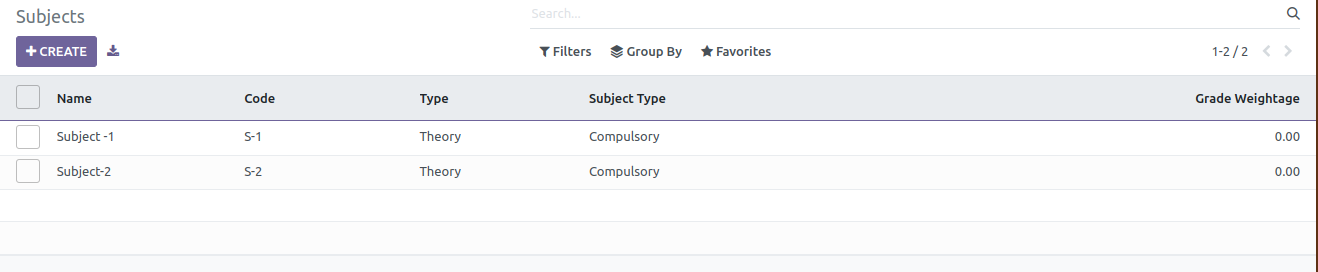 Subjects
Search...
CREATE
Filters Group By Favorites 1-2 / 2
Name Code Type Subject Type Grade Weightage
Subject -1 S-1 Theory Compulsory 0.00
Subject-2 S-2 Theory Compulsory 0.00